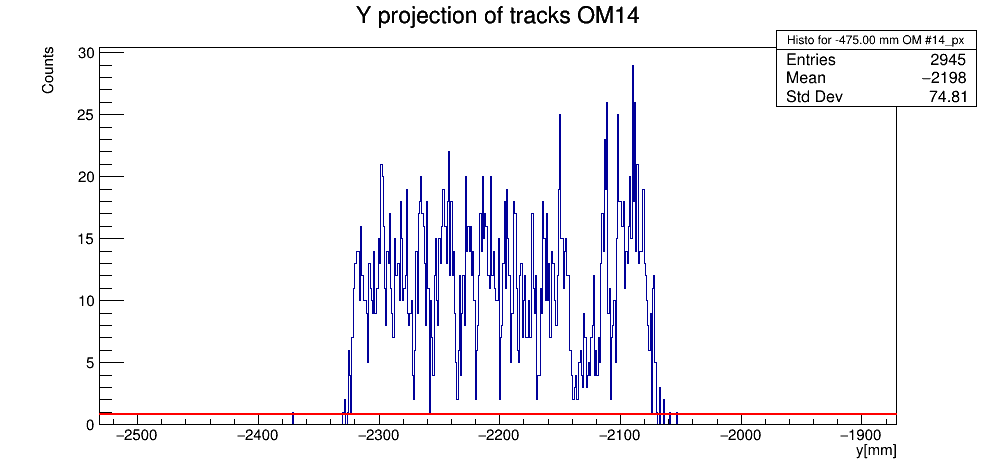 Y projection of tracks OM14
Histo for -475.00 mm OM #14_px
Entries 2945
Mean −2198
Std Dev 74.81
Counts
30
25
20
15
10
5
0
−2500 −2400 −2300 −2200 −2100 −2000 −1900
y[mm]